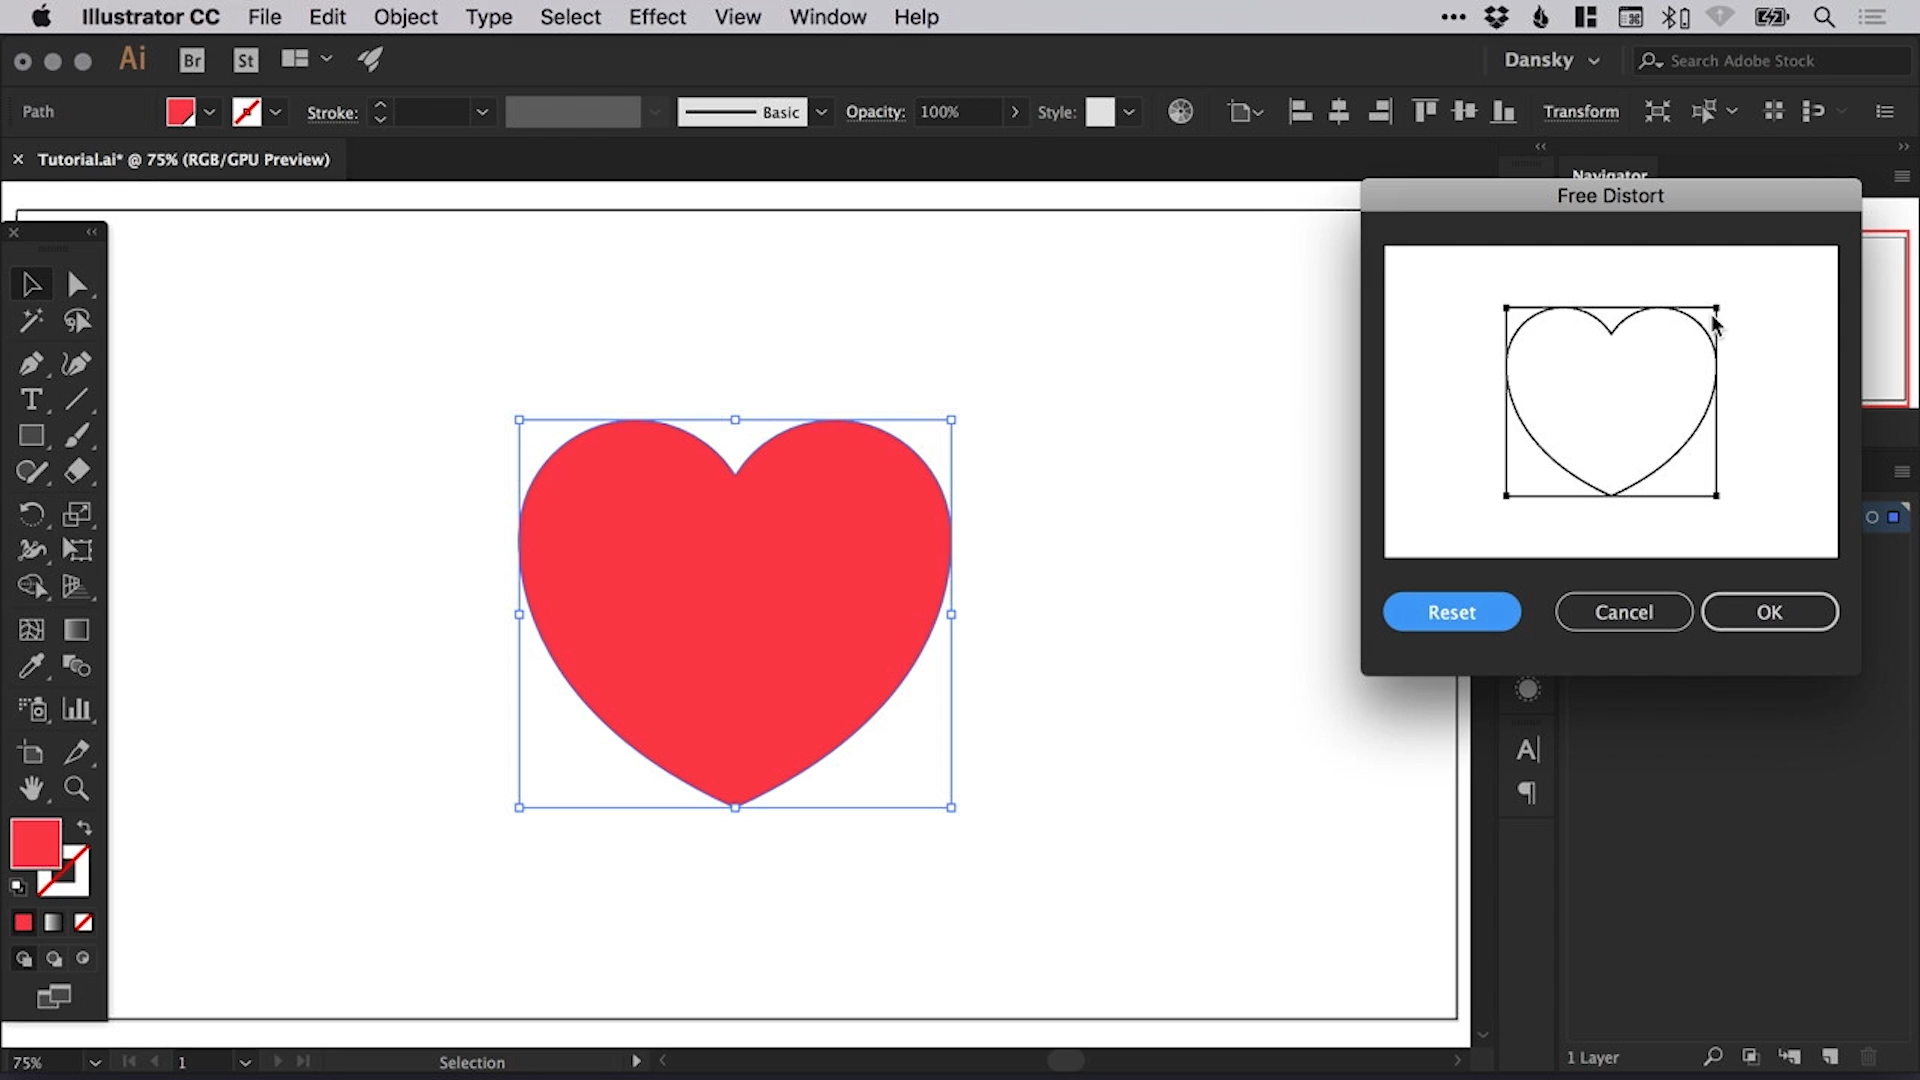 Illustrator CC File Edit Object Type Select Effect View Window Help
Ai Br St Dansky Search Adobe Stock
Path Stroke: Basic Opacity: 100% Style: Transform
Tutorial.ai* @ 75% (RGB/GPU Preview)
Navigator
Free Distort
Reset Cancel OK
75% 1 Selection 1 Layer